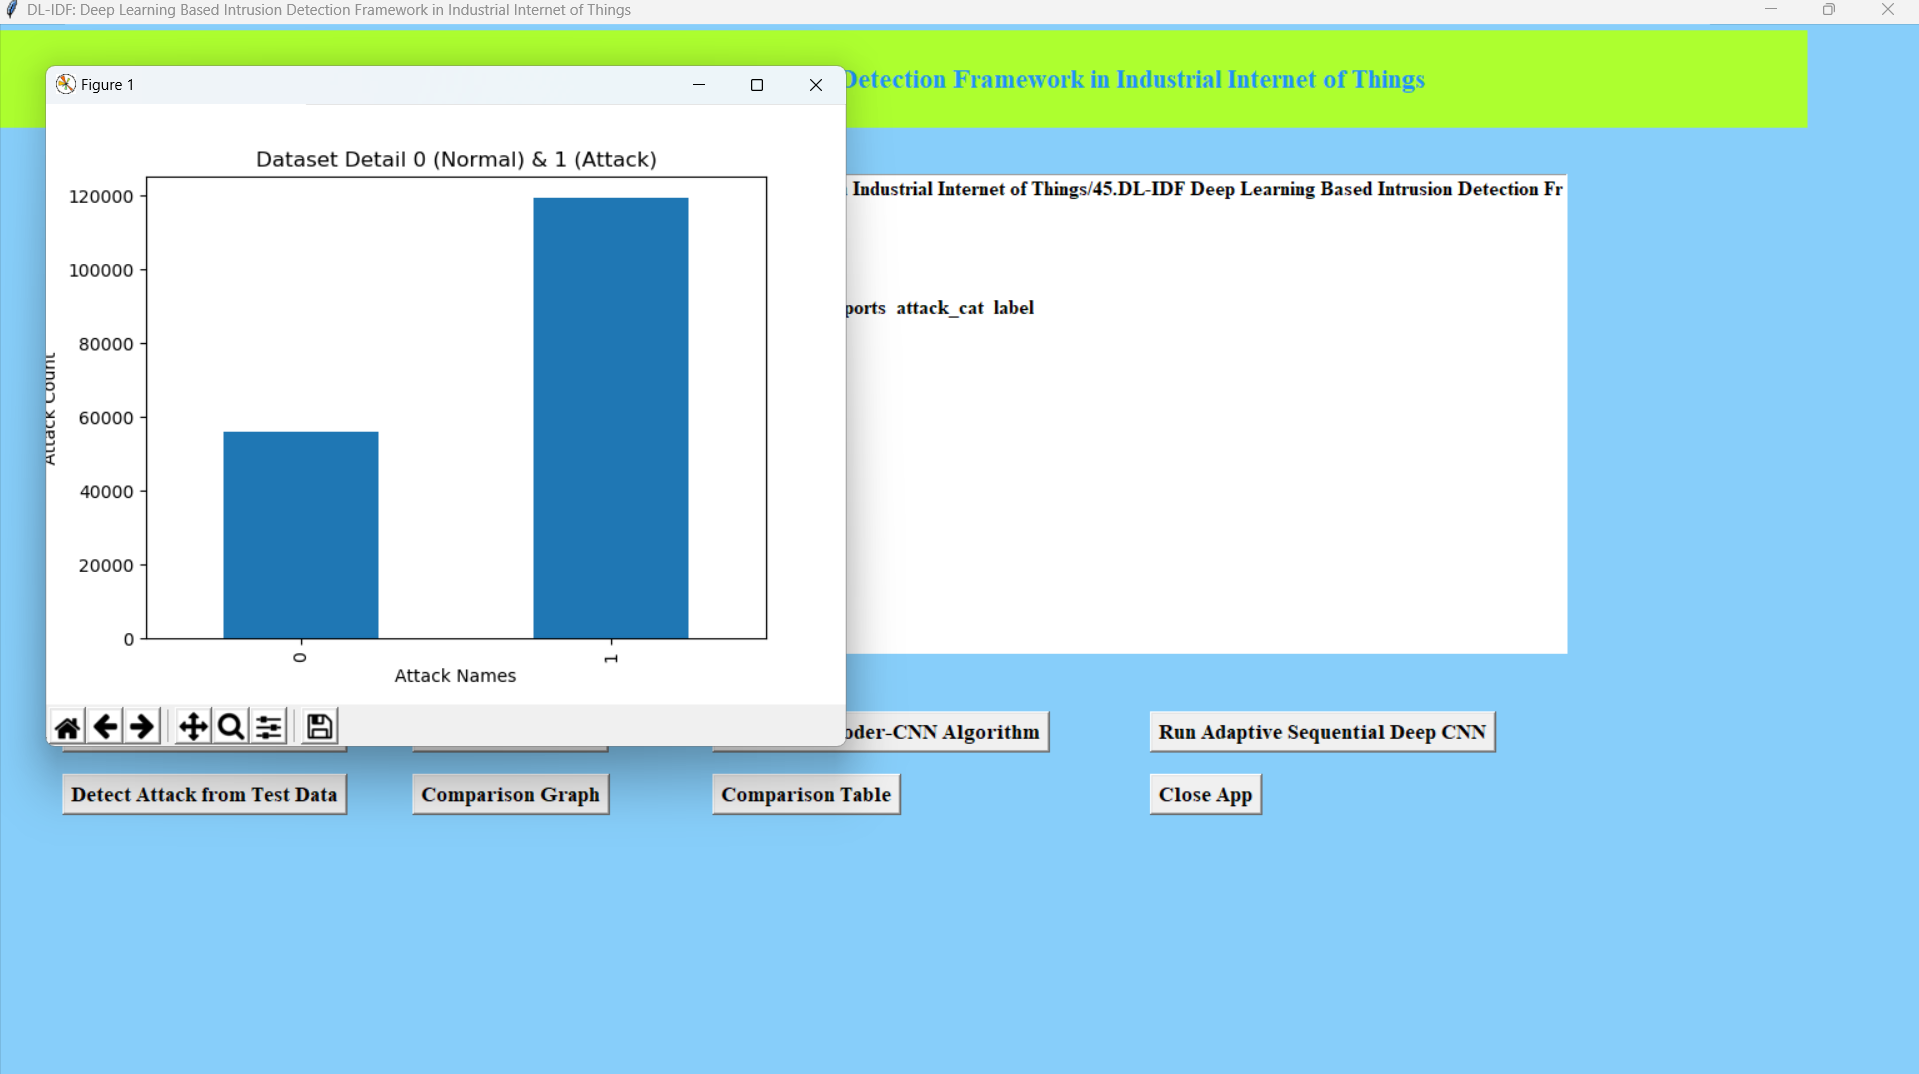 DL-IDF: Deep Learning Based Intrusion Detection Framework in Industrial Internet of Things
Detection Framework in Industrial Internet of Things
Figure 1
Dataset Detail 0 (Normal) & 1 (Attack)
120000
100000
80000
60000
40000
20000
0
Attack Count
0
1
Attack Names
Industrial Internet of Things/45.DL-IDF Deep Learning Based Intrusion Detection Fr
ports attack_cat label
oder-CNN Algorithm
Run Adaptive Sequential Deep CNN
Detect Attack from Test Data
Comparison Graph
Comparison Table
Close App